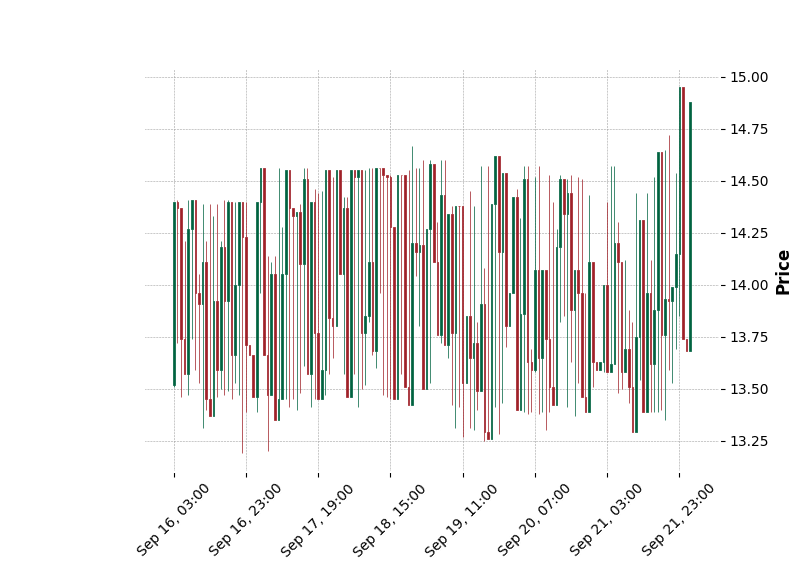 15.00
14.75
14.50
14.25
14.00
13.75
13.50
13.25
Price
Sep 16, 03:00
Sep 16, 23:00
Sep 17, 19:00
Sep 18, 15:00
Sep 19, 11:00
Sep 20, 07:00
Sep 21, 03:00
Sep 21, 23:00